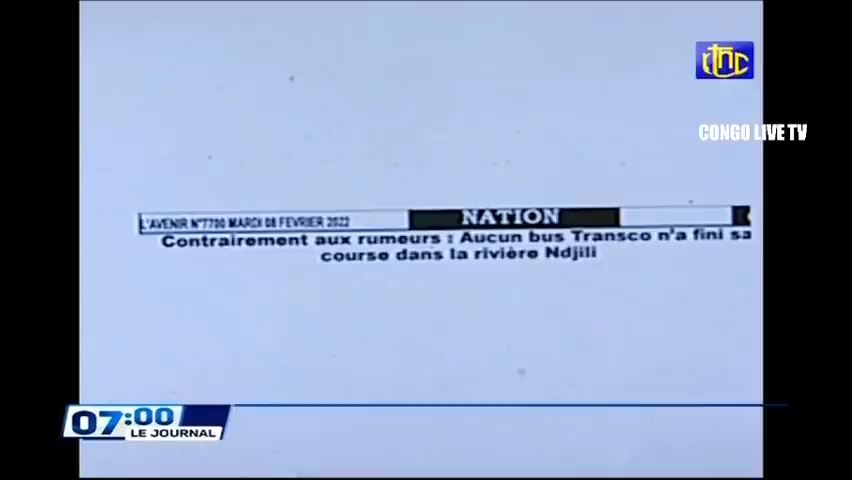 rtnc
CONGO LIVE TV
L'AVENIR N°7700 MARDI 08 FEVRIER 2022
NATION
Contrairement aux rumeurs : Aucun bus Transco n'a fini sa
course dans la rivière Ndjili
07:00
LE JOURNAL